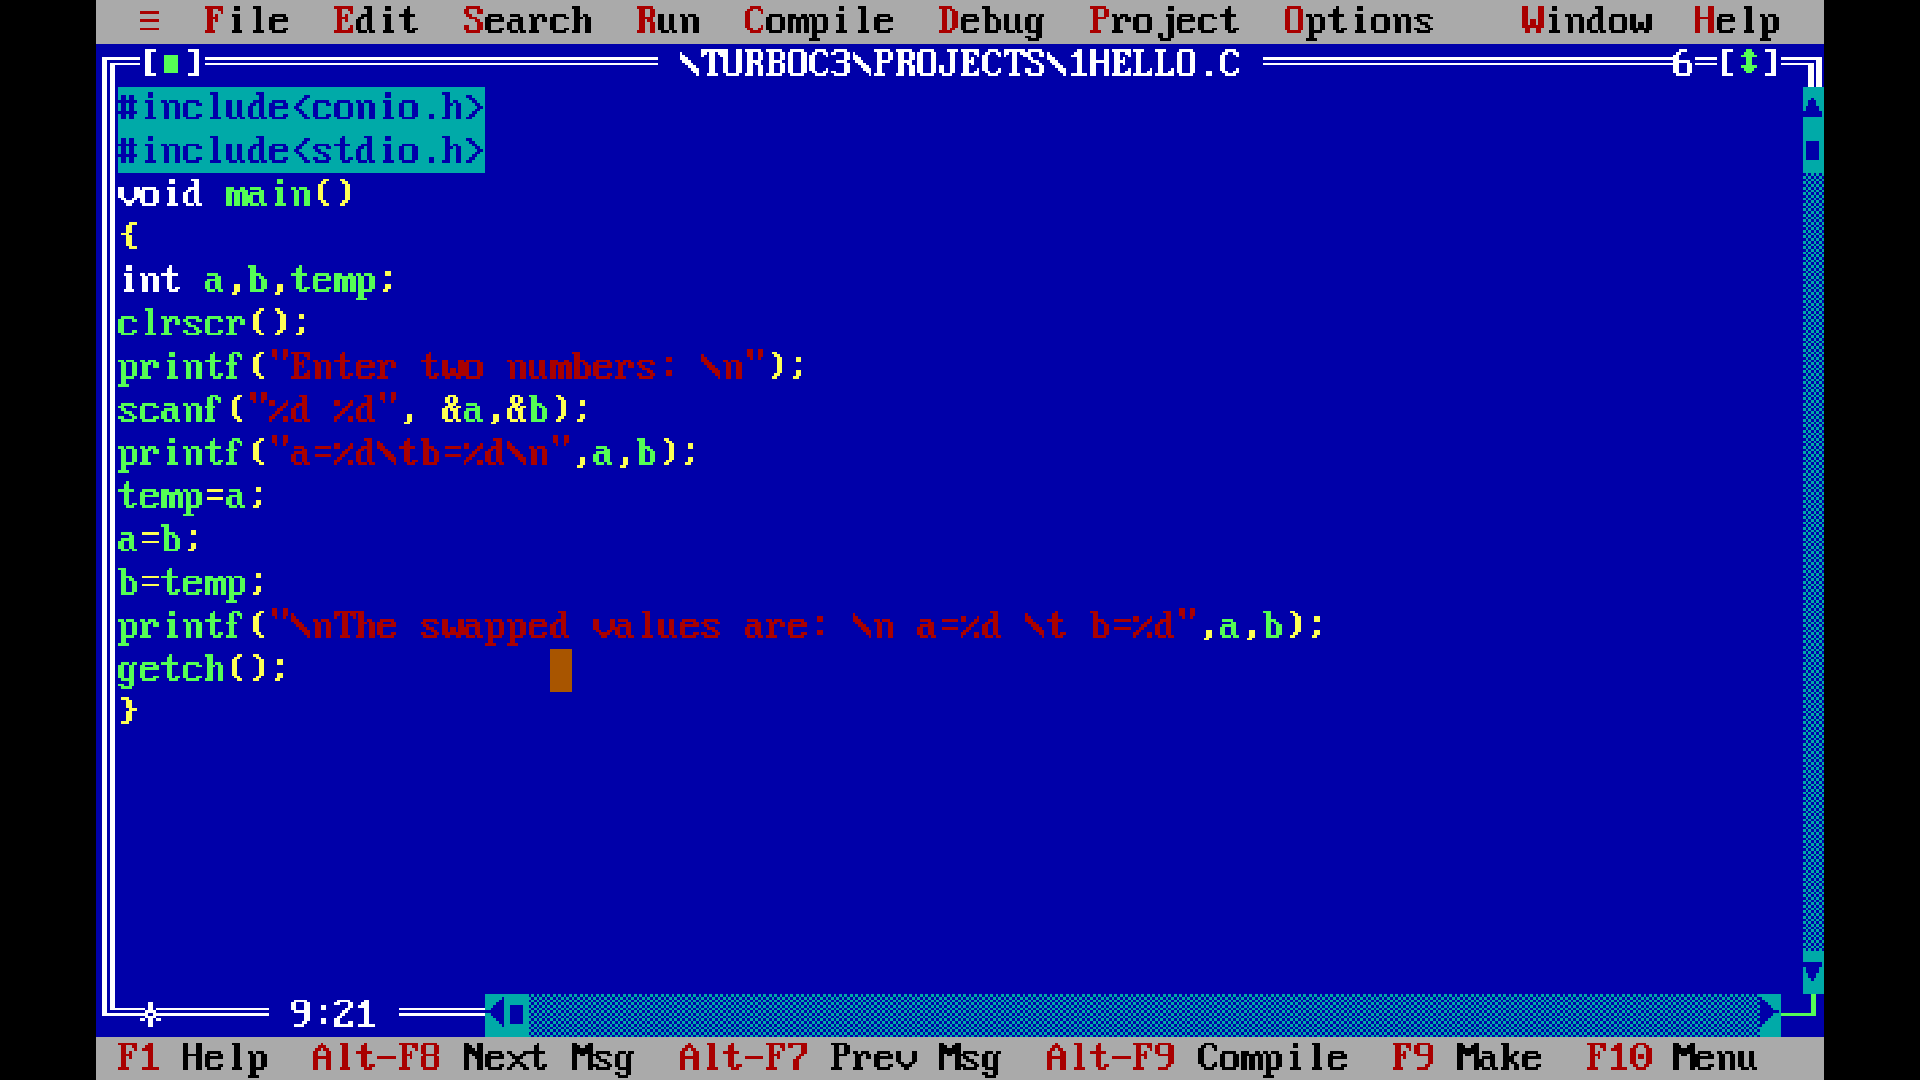 ≡ File Edit Search Run Compile Debug Project Options Window Help
[■] \TURBOC3\PROJECTS\1HELLO.C 6=[↕]
#include<conio.h>
#include<stdio.h>
void main()
{
int a,b,temp;
clrscr();
printf("Enter two numbers: \n");
scanf("%d %d", &a,&b);
printf("a=%d\tb=%d\n",a,b);
temp=a;
a=b;
b=temp;
printf("\nThe swapped values are: \n a=%d \t b=%d",a,b);
getch();
}
9:21
F1 Help Alt-F8 Next Msg Alt-F7 Prev Msg Alt-F9 Compile F9 Make F10 Menu